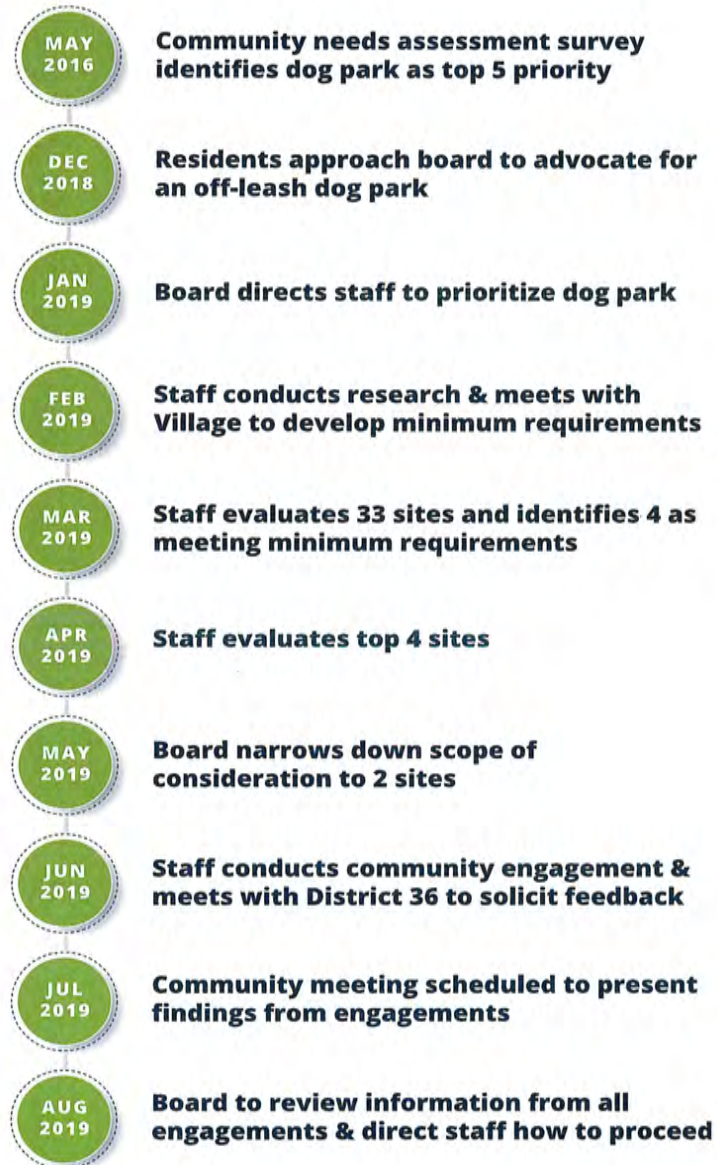 MAY
2016
Community needs assessment survey
identifies dog park as top 5 priority
DEC
2018
Residents approach board to advocate for
an off-leash dog park
JAN
2019
Board directs staff to prioritize dog park
FEB
2019
Staff conducts research & meets with
Village to develop minimum requirements
MAR
2019
Staff evaluates 33 sites and identifies 4 as
meeting minimum requirements
APR
2019
Staff evaluates top 4 sites
MAY
2019
Board narrows down scope of
consideration to 2 sites
JUN
2019
Staff conducts community engagement &
meets with District 36 to solicit feedback
JUL
2019
Community meeting scheduled to present
findings from engagements
AUG
2019
Board to review information from all
engagements & direct staff how to proceed